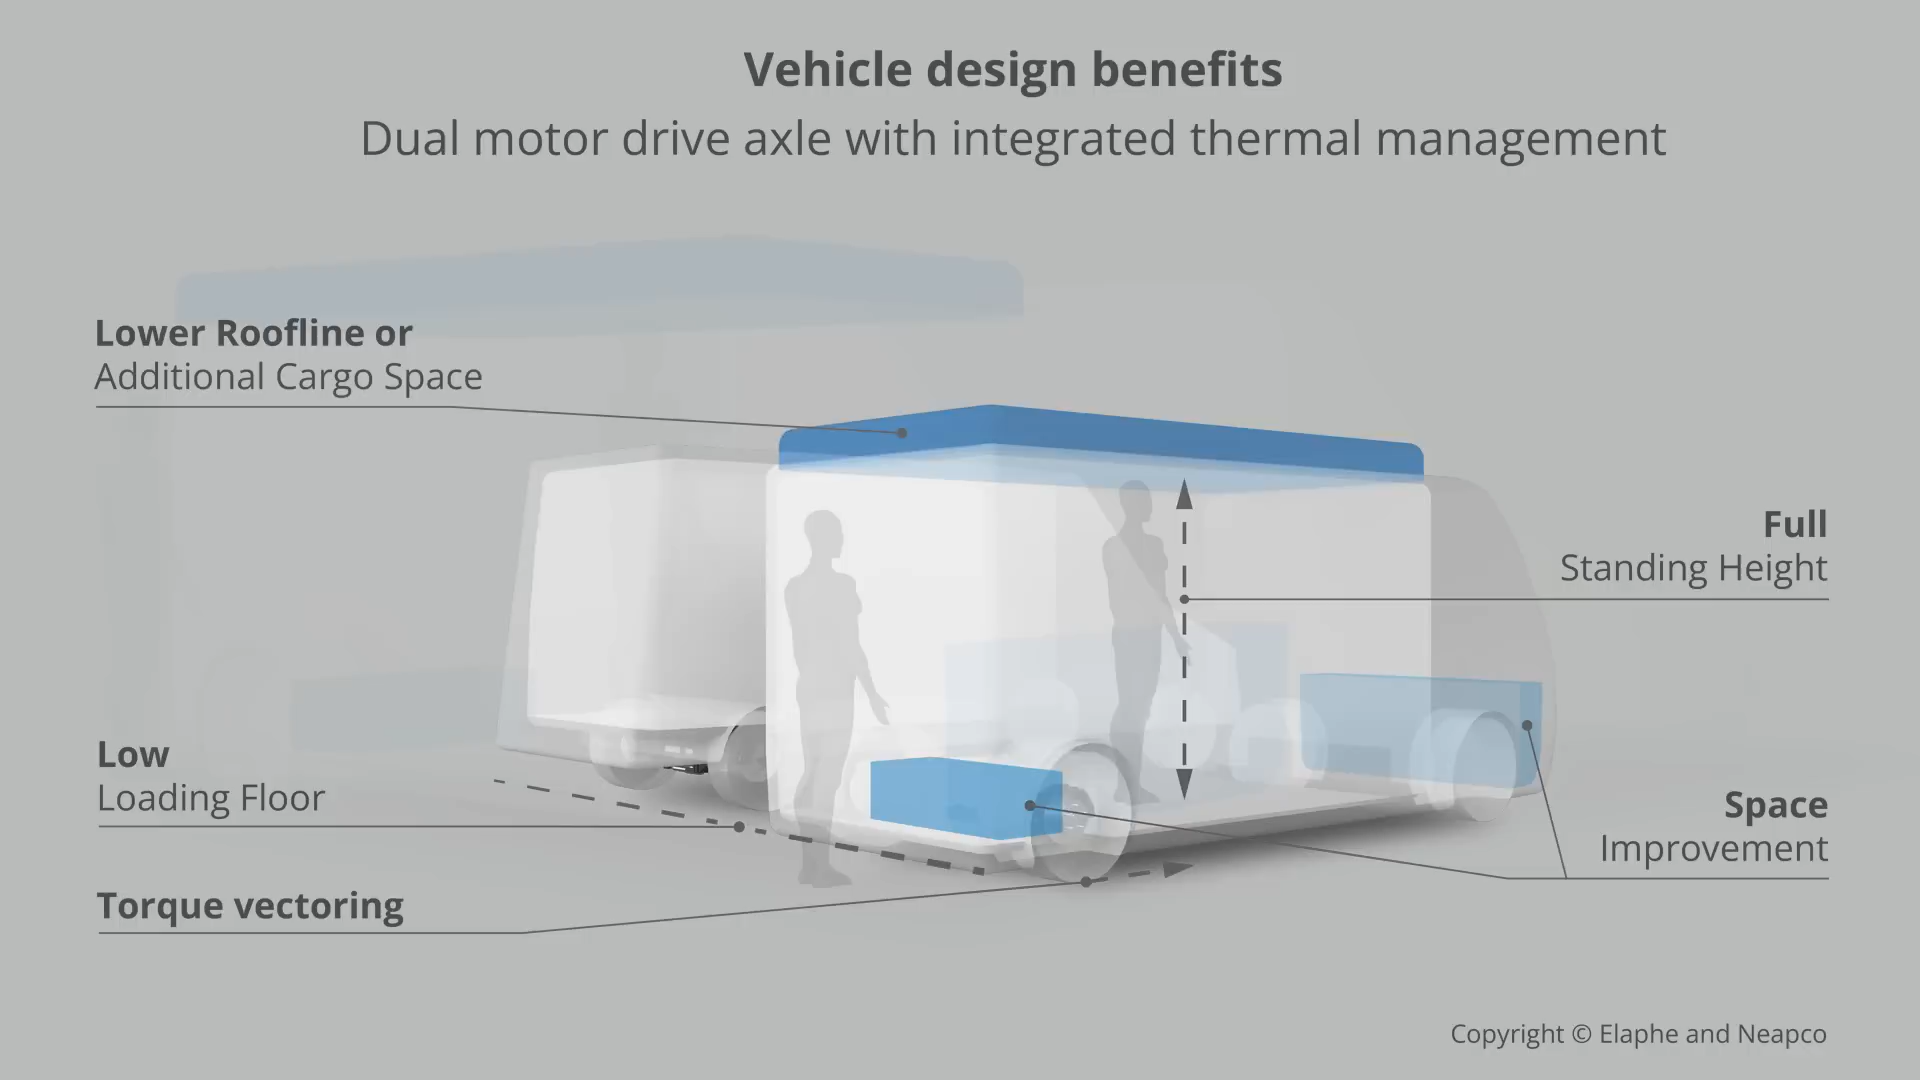 Vehicle design benefits
Dual motor drive axle with integrated thermal management
Lower Roofline or
Additional Cargo Space
Full
Standing Height
Low
Loading Floor
Space
Improvement
Torque vectoring
Copyright © Elaphe and Neapco